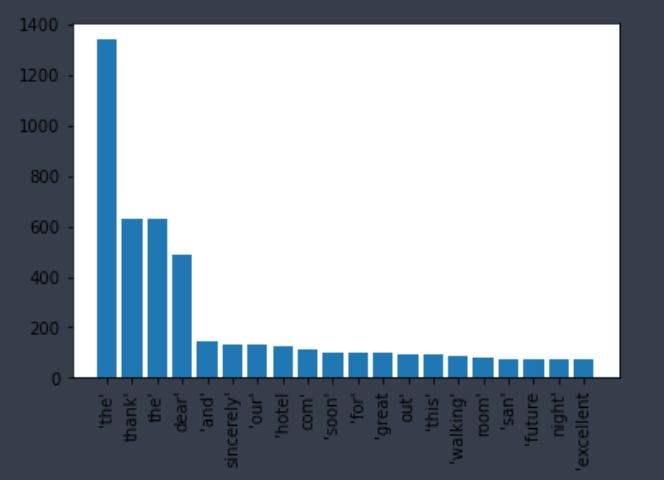 1400
1200
1000
800
600
400
200
0
'the'
thank'
the'
dear'
'and'
sincerely'
'our'
'hotel
com'
'soon'
'for'
'great
out'
'this'
'walking'
room'
'san'
'future
night'
'excellent